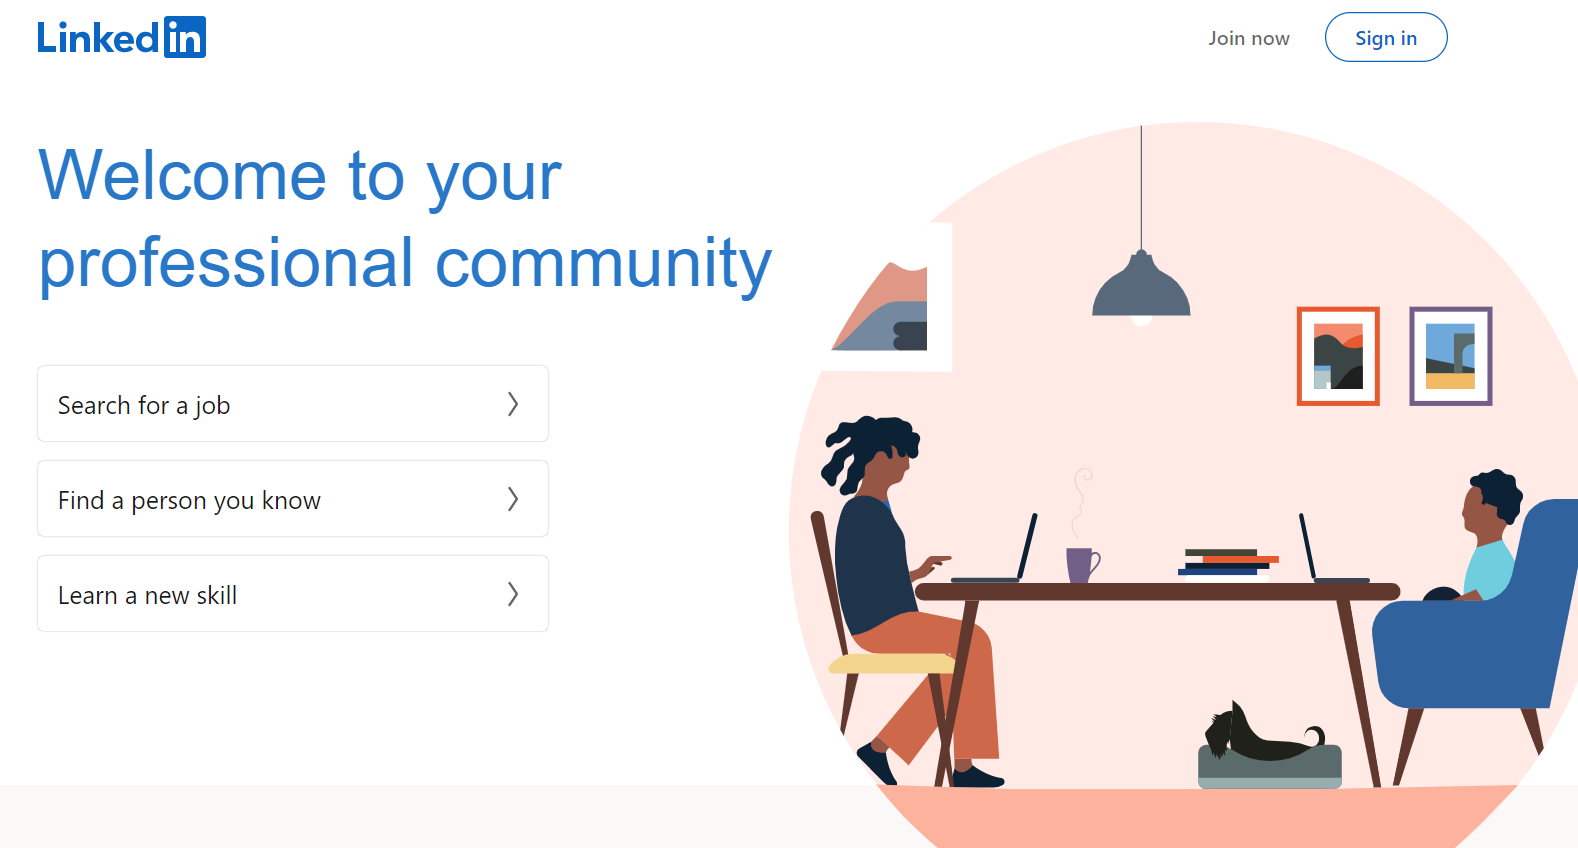 Linkedin
Join now
Sign in
Welcome to your
professional community
Search for a job
Find a person you know
Learn a new skill